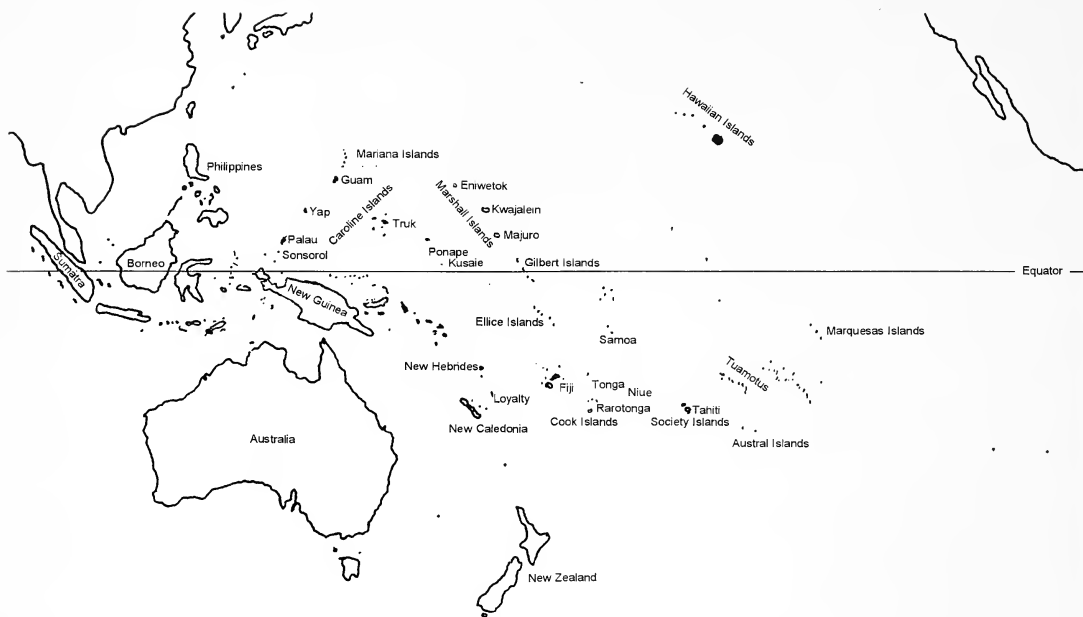 Hawaiian Islands
Mariana Islands
Philippines
Guam
Eniwetok
Caroline Islands
Marshall Islands
Yap
Kwajalein
Truk
Majuro
Palau
Ponape
Sonsorol
Kusaie
Gilbert Islands
Sumatra
Borneo
Equator
New Guinea
Ellice Islands
Samoa
Marquesas Islands
New Hebrides
Tuamotus
Fiji
Tonga
Niue
Loyalty
Rarotonga
Tahiti
New Caledonia
Cook Islands
Society Islands
Australia
Austral Islands
New Zealand